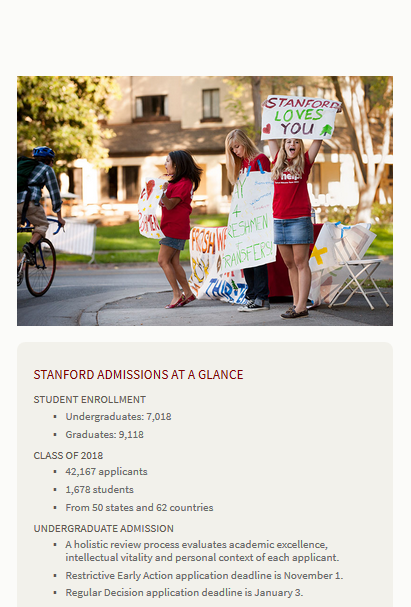 STANFORD
LOVES
YOU
help
+
FRESHMEN
TRANSFERS!
STANFORD ADMISSIONS AT A GLANCE
STUDENT ENROLLMENT
▪ Undergraduates: 7,018
▪ Graduates: 9,118
CLASS OF 2018
▪ 42,167 applicants
▪ 1,678 students
▪ From 50 states and 62 countries
UNDERGRADUATE ADMISSION
▪ A holistic review process evaluates academic excellence,
intellectual vitality and personal context of each applicant.
▪ Restrictive Early Action application deadline is November 1.
▪ Regular Decision application deadline is January 3.